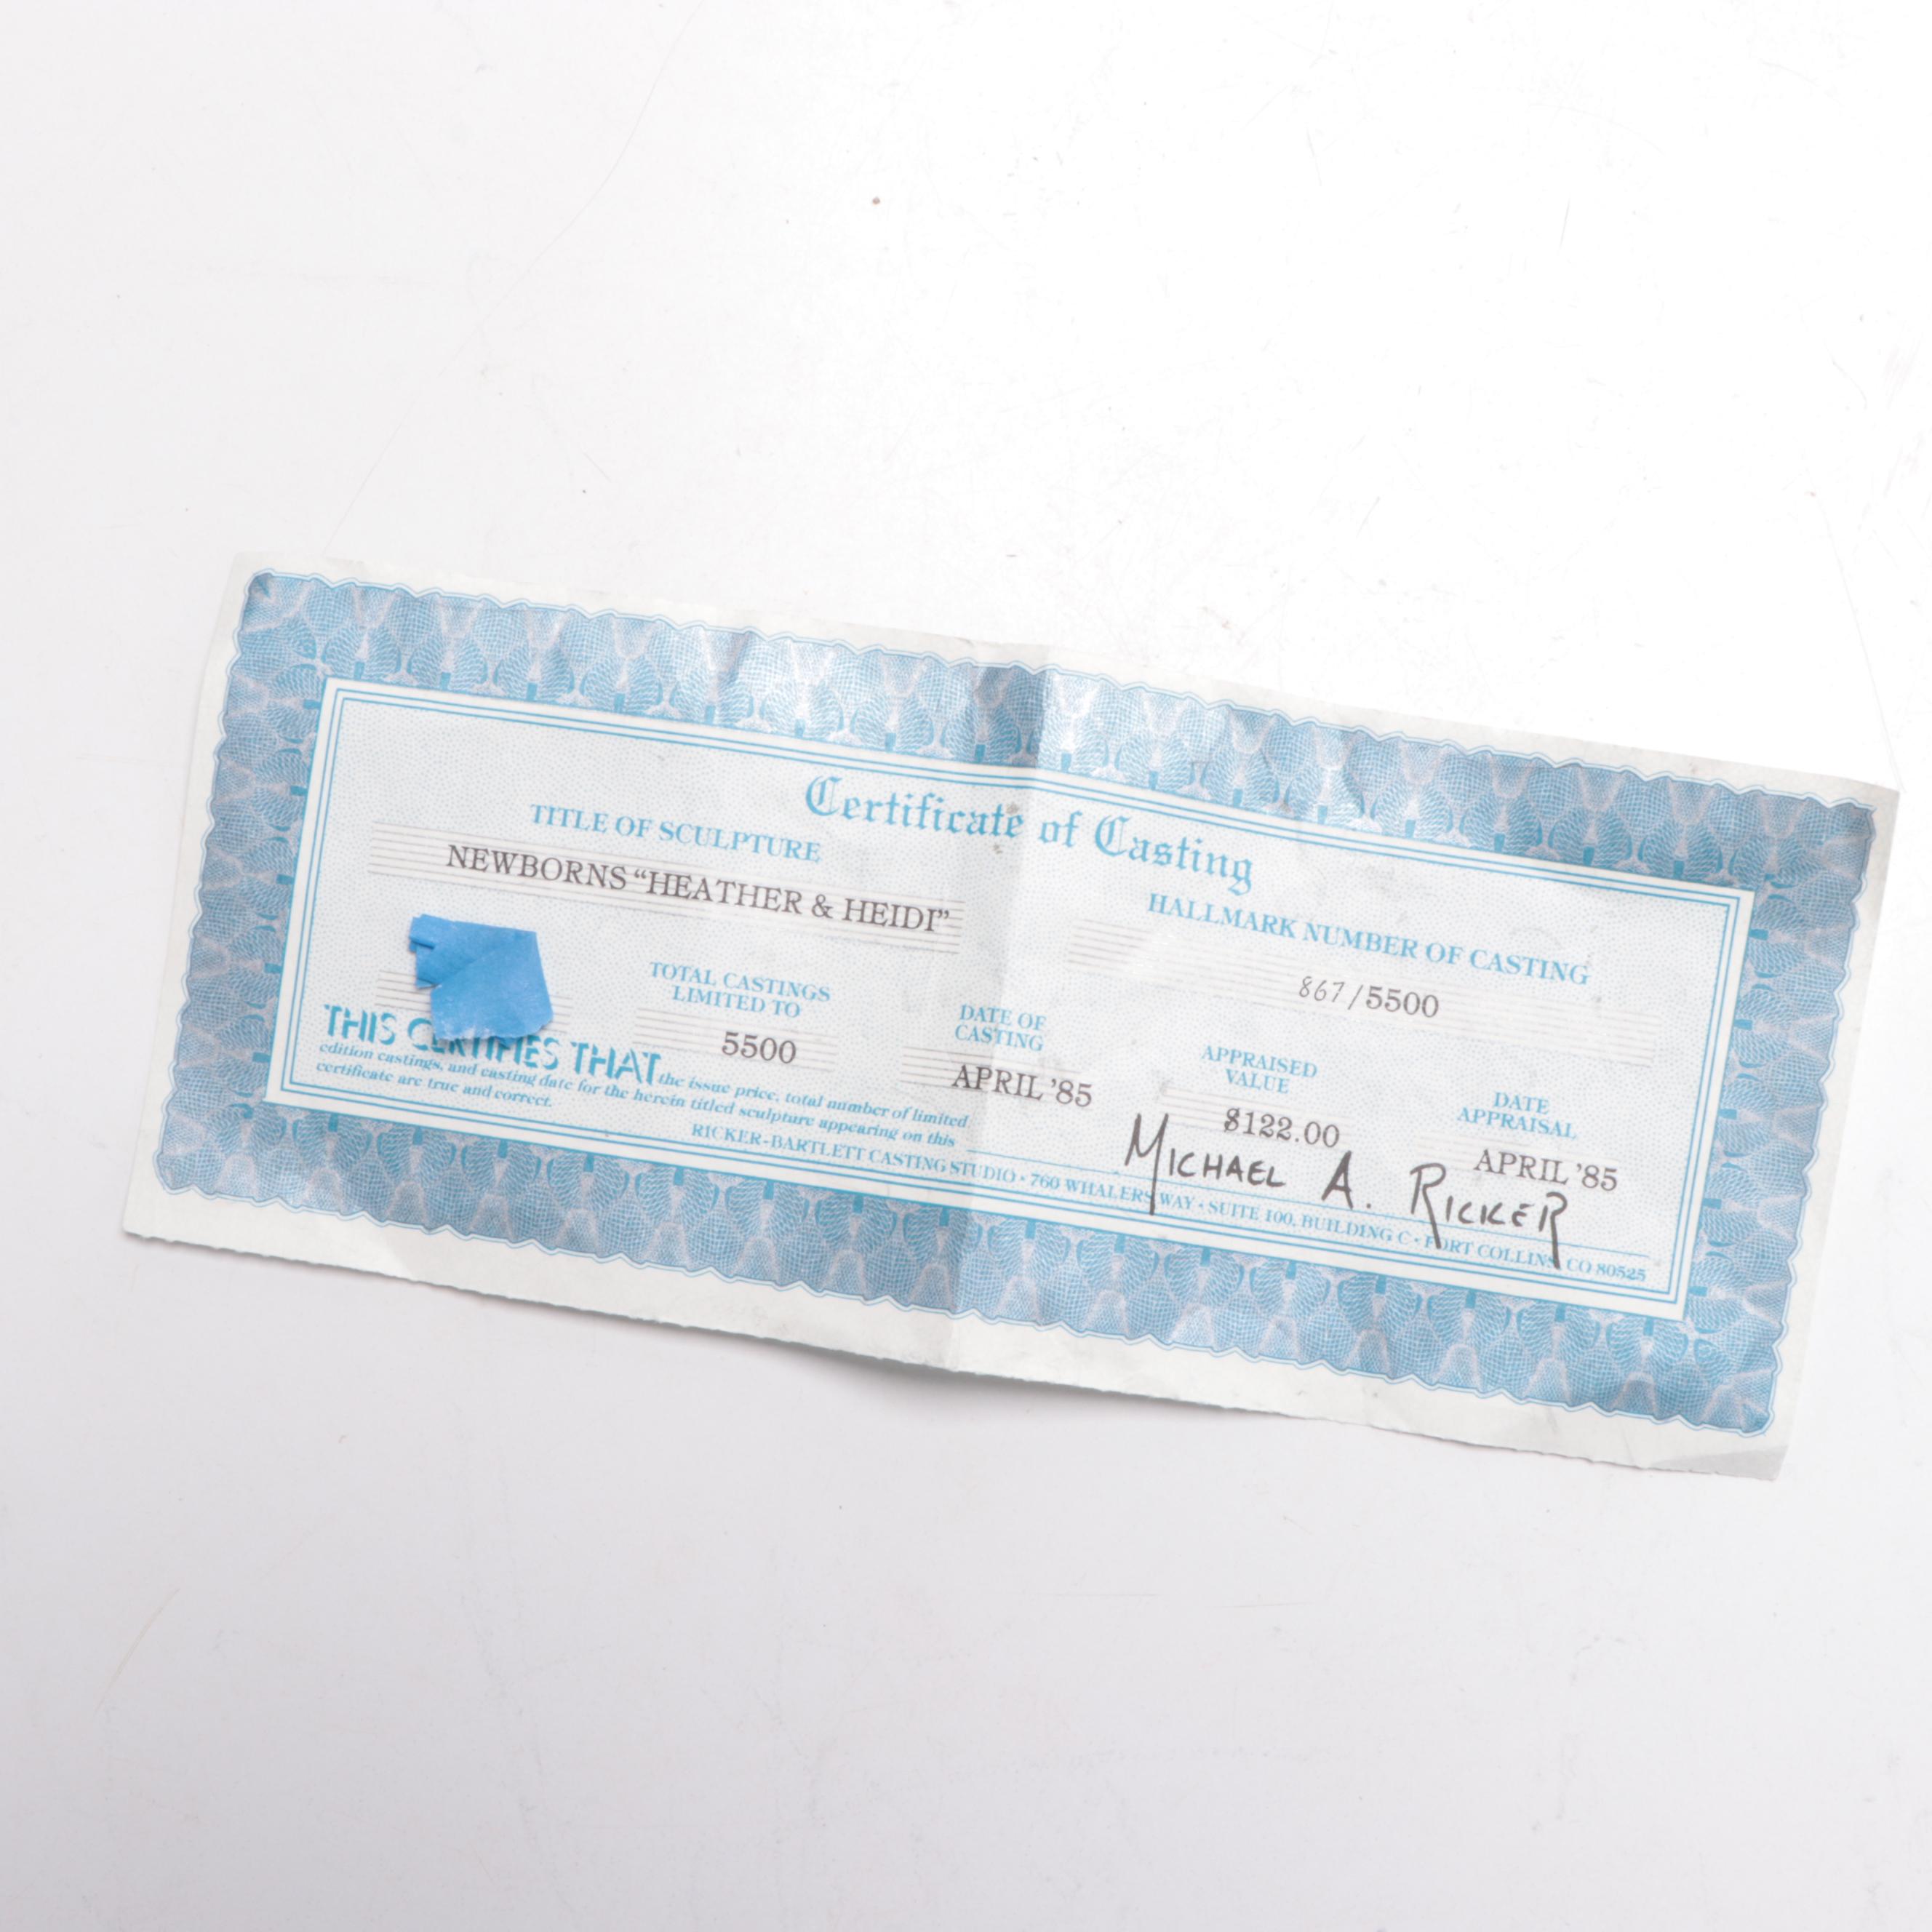 Certificate of Casting
TITLE OF SCULPTURE
NEWBORNS “HEATHER & HEIDI”
HALLMARK NUMBER OF CASTING
867/5500
TOTAL CASTINGS
LIMITED TO
5500
DATE OF
CASTING
APRIL ’85
APPRAISED
VALUE
$122.00
DATE
APPRAISAL
APRIL ’85
THIS CERTIFIES THAT the issue price, total number of limited
edition castings, and casting date for the herein titled sculpture appearing on this
certificate are true and correct.
MICHAEL A. RICKER
RICKER-BARTLETT CASTING STUDIO • 760 WHALERS WAY • SUITE 100, BUILDING C • FORT COLLINS, CO 80525